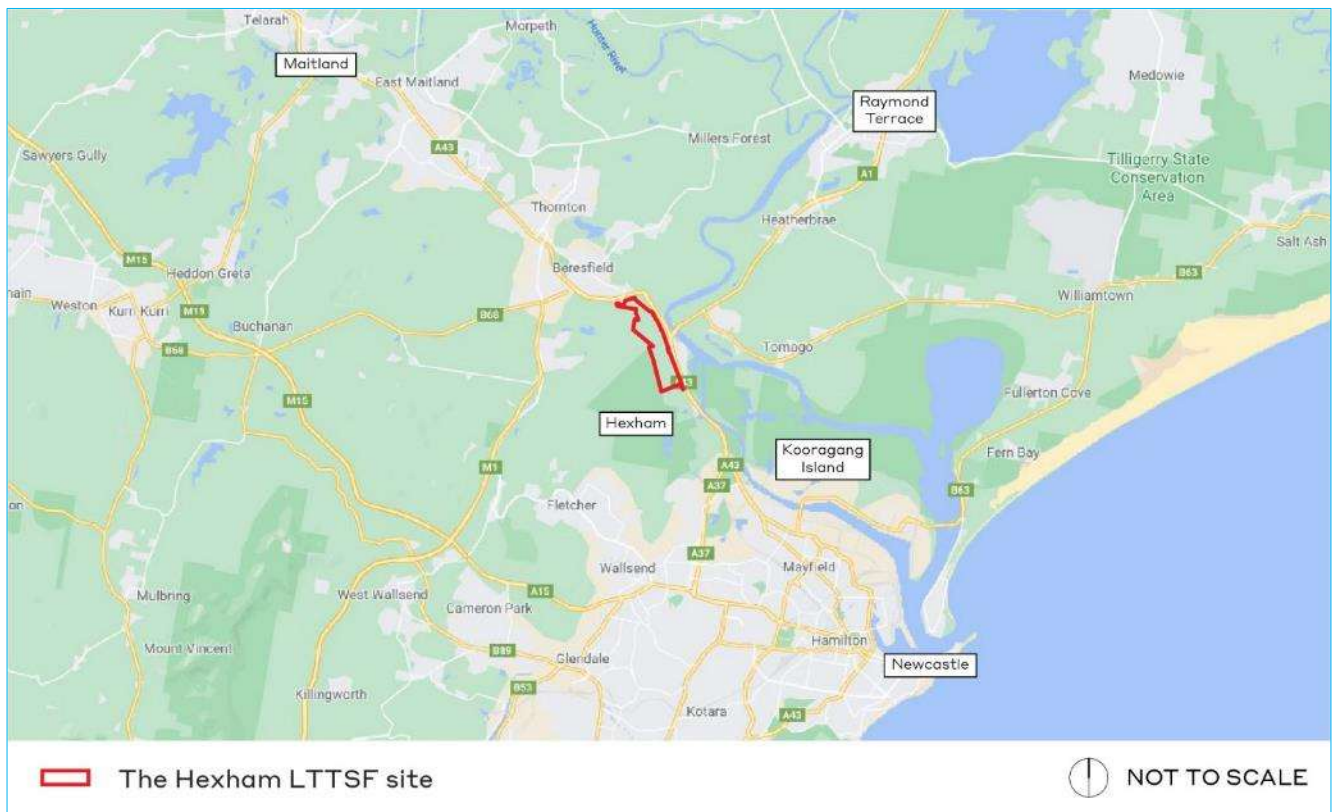 Telarah
Morpeth
Maitland
Hunter River
East Maitland
Medowie
Raymond
Terrace
A43
Millers Forest
Sawyers Gully
Tilligerry State
Conservation
Area
A1
Thornton
Heatherbrae
Salt Ash
M15
Heddon Greta
Beresfield
B63
Weston
Kurri Kurri
M15
B68
Williamtown
Buchanan
B68
Tomago
M15
Fullerton Cove
Hexham
Kooragang
Island
Fern Bay
M1
A43
A37
B63
Fletcher
A37
Wallsend
Mayfield
A15
Mulbring
West Wallsend
Cameron Park
Hamilton
Mount Vincent
B89
Glendale
Newcastle
Killingworth
B53
Kotara
A43
The Hexham LTTSF site
NOT TO SCALE